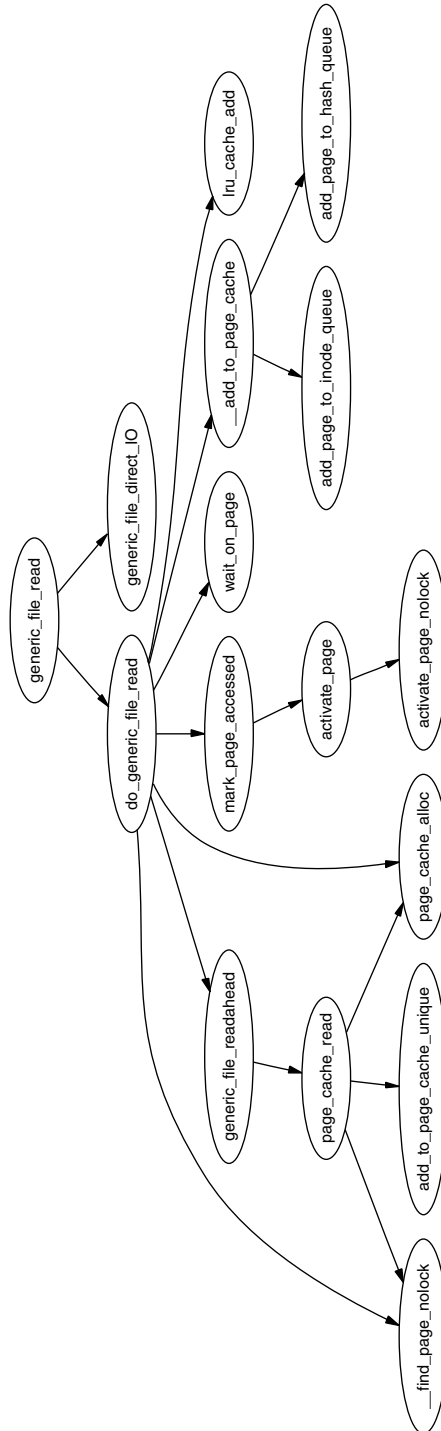 generic_file_read
do_generic_file_read
generic_file_direct_IO
generic_file_readahead
mark_page_accessed
wait_on_page
__add_to_page_cache
lru_cache_add
page_cache_read
activate_page
add_page_to_inode_queue
add_page_to_hash_queue
__find_page_nolock
add_to_page_cache_unique
page_cache_alloc
activate_page_nolock